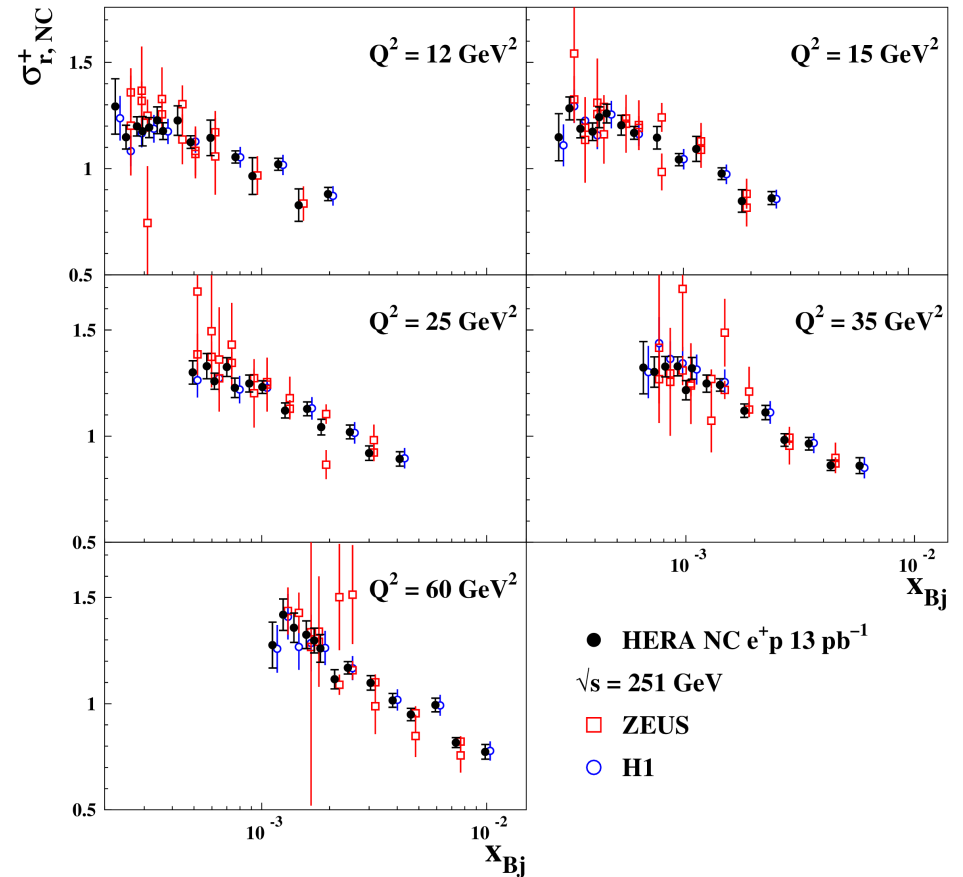 σ⁺r, NC
Q² = 12 GeV²
Q² = 15 GeV²
1.5
1
0.5
Q² = 25 GeV²
Q² = 35 GeV²
1.5
1
0.5
10⁻³
10⁻²
xBj
Q² = 60 GeV²
1.5
1
0.5
10⁻³
10⁻²
xBj
HERA NC e⁺p 13 pb⁻¹
√s = 251 GeV
ZEUS
H1